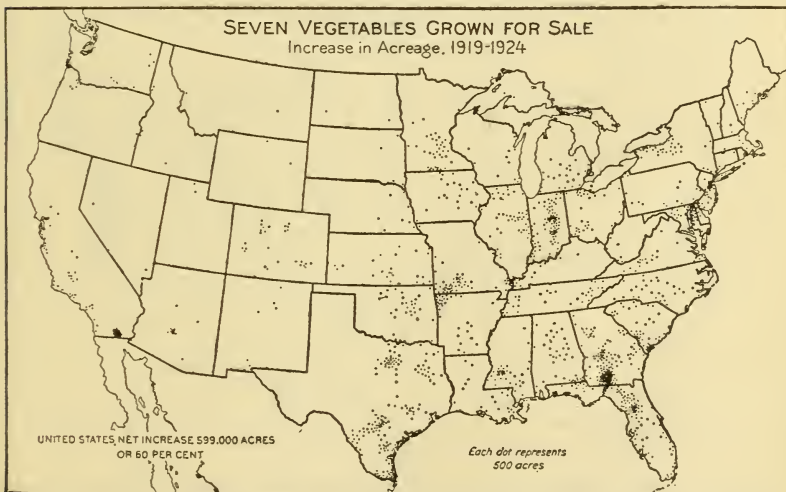 SEVEN VEGETABLES GROWN FOR SALE
Increase in Acreage, 1919-1924
UNITED STATES, NET INCREASE 599,000 ACRES
OR 60 PER CENT
Each dot represents
500 acres